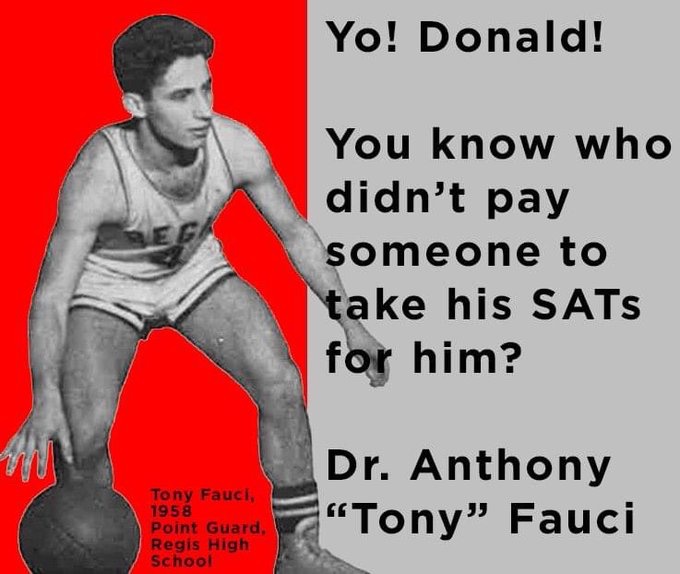 Yo! Donald!
You know who
didn’t pay
someone to
take his SATs
for him?
Dr. Anthony
“Tony” Fauci
REG
Tony Fauci,
1958
Point Guard,
Regis High
School